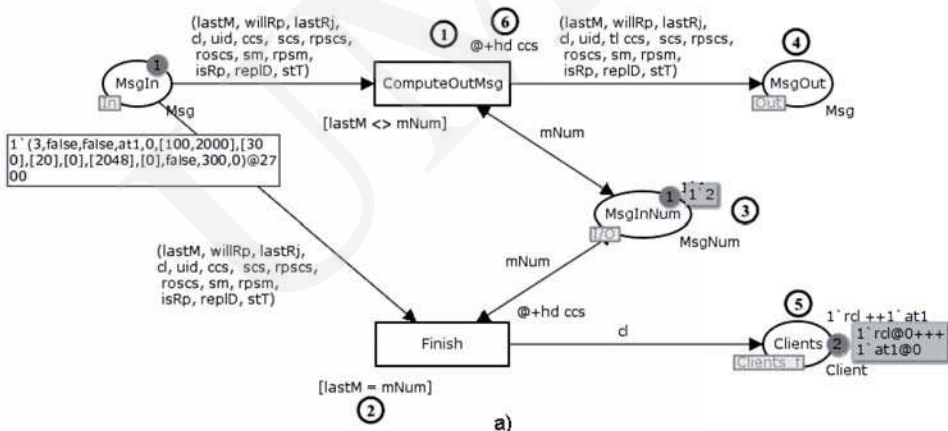 (lastM, willRp, lastRj,
cl, uid, ccs, scs, rpscs,
roscs, sm, rpsm,
isRp, replD, stT)
1
6
@+hd ccs
(lastM, willRp, lastRj,
cl, uid, tl ccs, scs, rpscs,
roscs, sm, rpsm,
isRp, replD, stT)
4
MsgIn
1
In
Msg
ComputeOutMsg
[lastM <> mNum]
MsgOut
Out
Msg
1`(3,false,false,at1,0,[100,2000],[30
0],[20],[0],[2048],[0],false,300,0)@27
00
mNum
MsgInNum
1
1`2
I/O
MsgNum
3
mNum
(lastM, willRp, lastRj,
cl, uid, ccs, scs, rpscs,
roscs, sm, rpsm,
isRp, replD, stT)
@+hd ccs
Finish
[lastM = mNum]
2
cl
5
1`rcl ++1`at1
Clients
2
1`rcl@0+++
1`at1@0
Clients
Client
a)